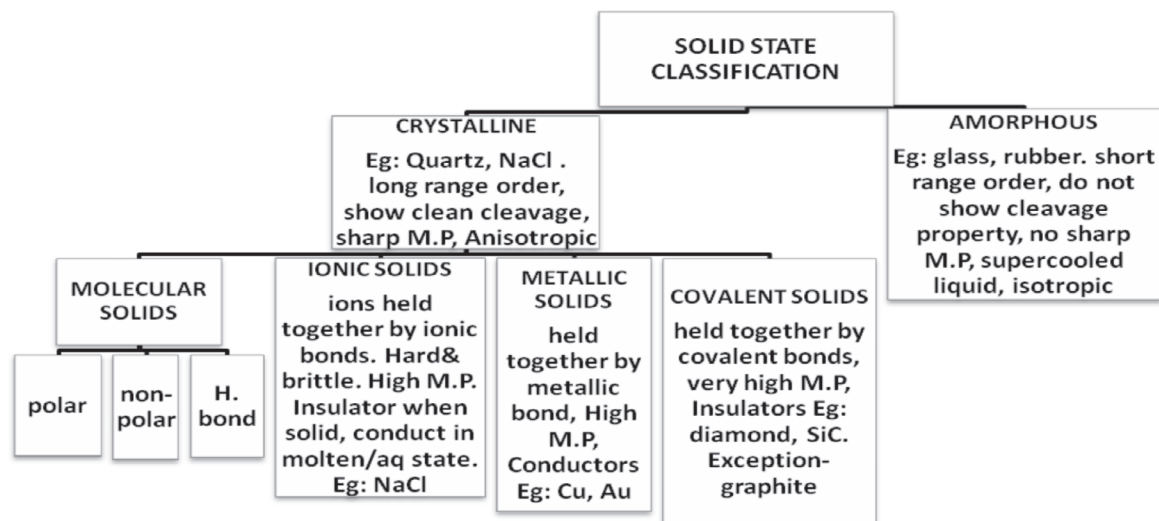 SOLID STATE
CLASSIFICATION
CRYSTALLINE
Eg: Quartz, NaCl .
long range order,
show clean cleavage,
sharp M.P, Anisotropic
AMORPHOUS
Eg: glass, rubber. short
range order, do not
show cleavage
property, no sharp
M.P, supercooled
liquid, isotropic
MOLECULAR
SOLIDS
polar
non-
polar
H.
bond
IONIC SOLIDS
ions held
together by ionic
bonds. Hard&
brittle. High M.P.
Insulator when
solid, conduct in
molten/aq state.
Eg: NaCl
METALLIC
SOLIDS
held
together by
metallic
bond, High
M.P,
Conductors
Eg: Cu, Au
COVALENT SOLIDS
held together by
covalent bonds,
very high M.P,
Insulators Eg:
diamond, SiC.
Exception-
graphite